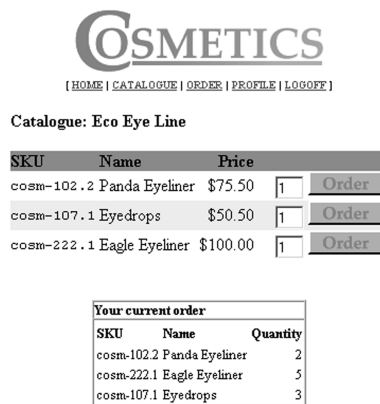 COSMETICS
[ HOME | CATALOGUE | ORDER | PROFILE | LOGOFF ]
Catalogue: Eco Eye Line
SKU Name Price
cosm-102.2 Panda Eyeliner $75.50 1 Order
cosm-107.1 Eyedrops $50.50 1 Order
cosm-222.1 Eagle Eyeliner $100.00 1 Order
Your current order
SKU Name Quantity
cosm-102.2 Panda Eyeliner 2
cosm-222.1 Eagle Eyeliner 5
cosm-107.1 Eyedrops 3